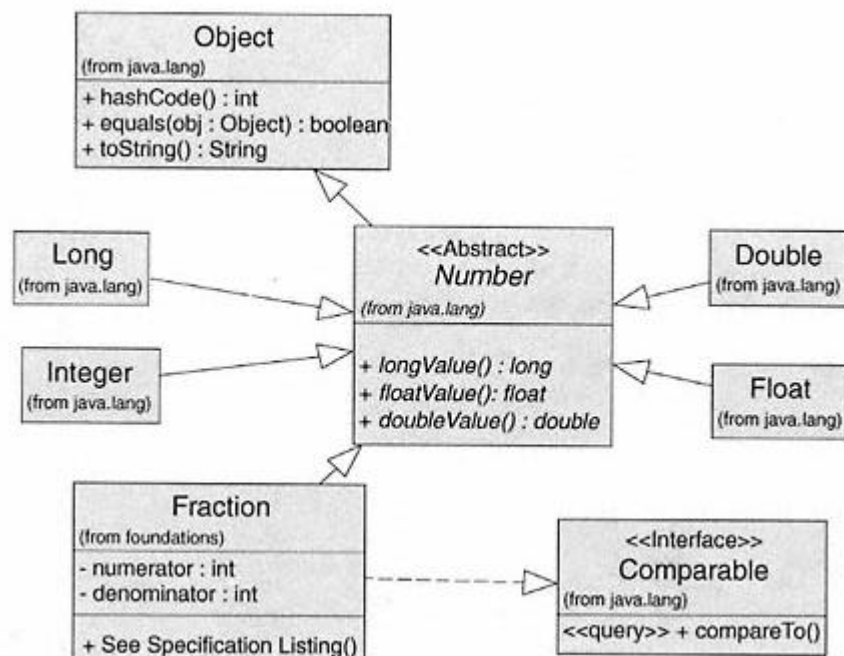 Object
(from java.lang)
+ hashCode() : int
+ equals(obj : Object) : boolean
+ toString() : String
Long
(from java.lang)
<<Abstract>>
Number
(from java.lang)
+ longValue() : long
+ floatValue(): float
+ doubleValue() : double
Double
(from java.lang)
Integer
(from java.lang)
Float
(from java.lang)
Fraction
(from foundations)
- numerator : int
- denominator : int
+ See Specification Listing()
<<Interface>>
Comparable
(from java.lang)
<<query>> + compareTo()